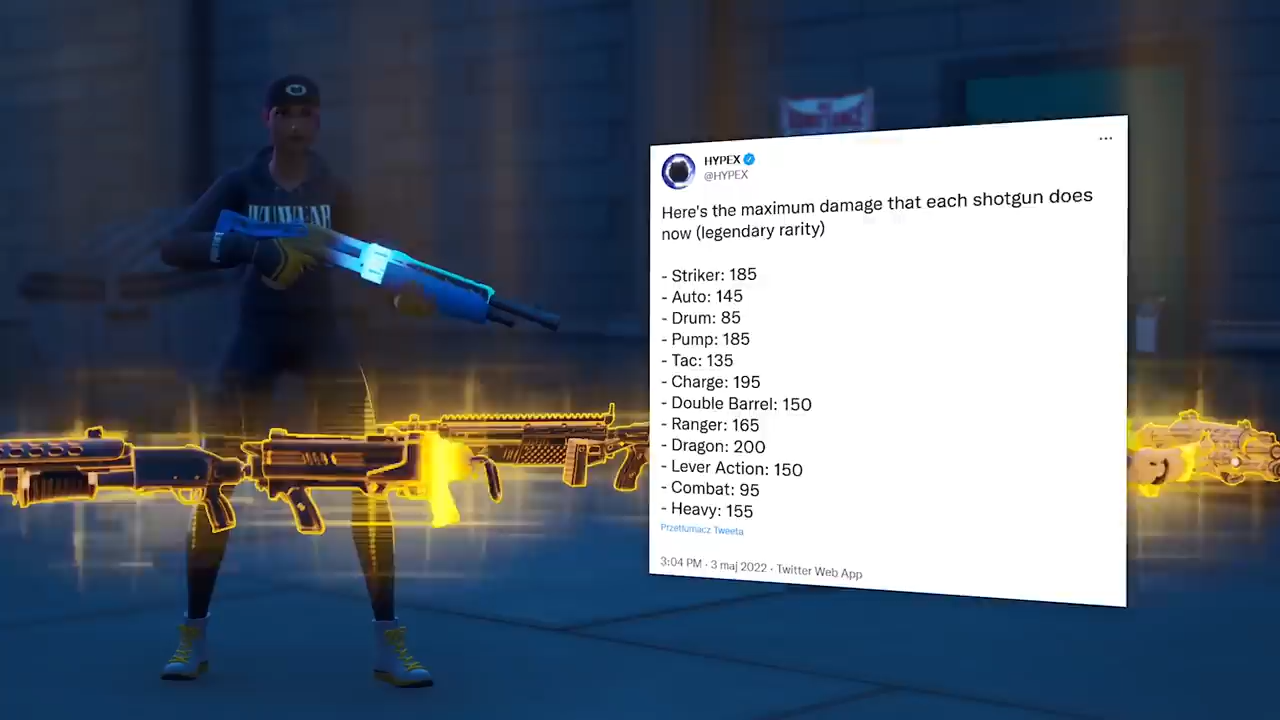 HYPEX
@HYPEX
Here's the maximum damage that each shotgun does
now (legendary rarity)
- Striker: 185
- Auto: 145
- Drum: 85
- Pump: 185
- Tac: 135
- Charge: 195
- Double Barrel: 150
- Ranger: 165
- Dragon: 200
- Lever Action: 150
- Combat: 95
- Heavy: 155
Przetłumacz Tweeta
3:04 PM · 3 maj 2022 · Twitter Web App